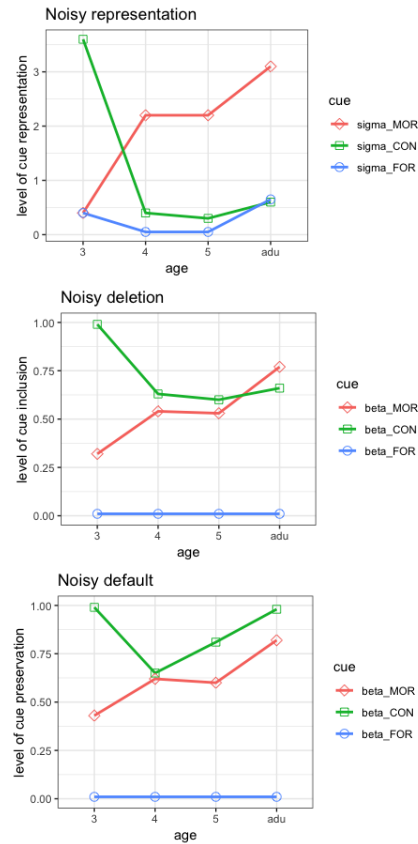 Noisy representation
level of cue representation
3
2
1
0
3 4 5 adu
age
cue
sigma_MOR
sigma_CON
sigma_FOR
Noisy deletion
level of cue inclusion
1.00
0.75
0.50
0.25
0.00
3 4 5 adu
age
cue
beta_MOR
beta_CON
beta_FOR
Noisy default
level of cue preservation
1.00
0.75
0.50
0.25
0.00
3 4 5 adu
age
cue
beta_MOR
beta_CON
beta_FOR